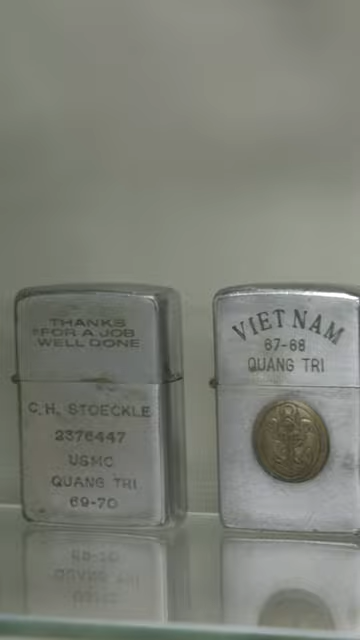 THANKS
FOR A JOB
WELL DONE
C.H. STOECKLE
2376447
USMC
QUANG TRI
69-70
VIETNAM
67-68
QUANG TRI